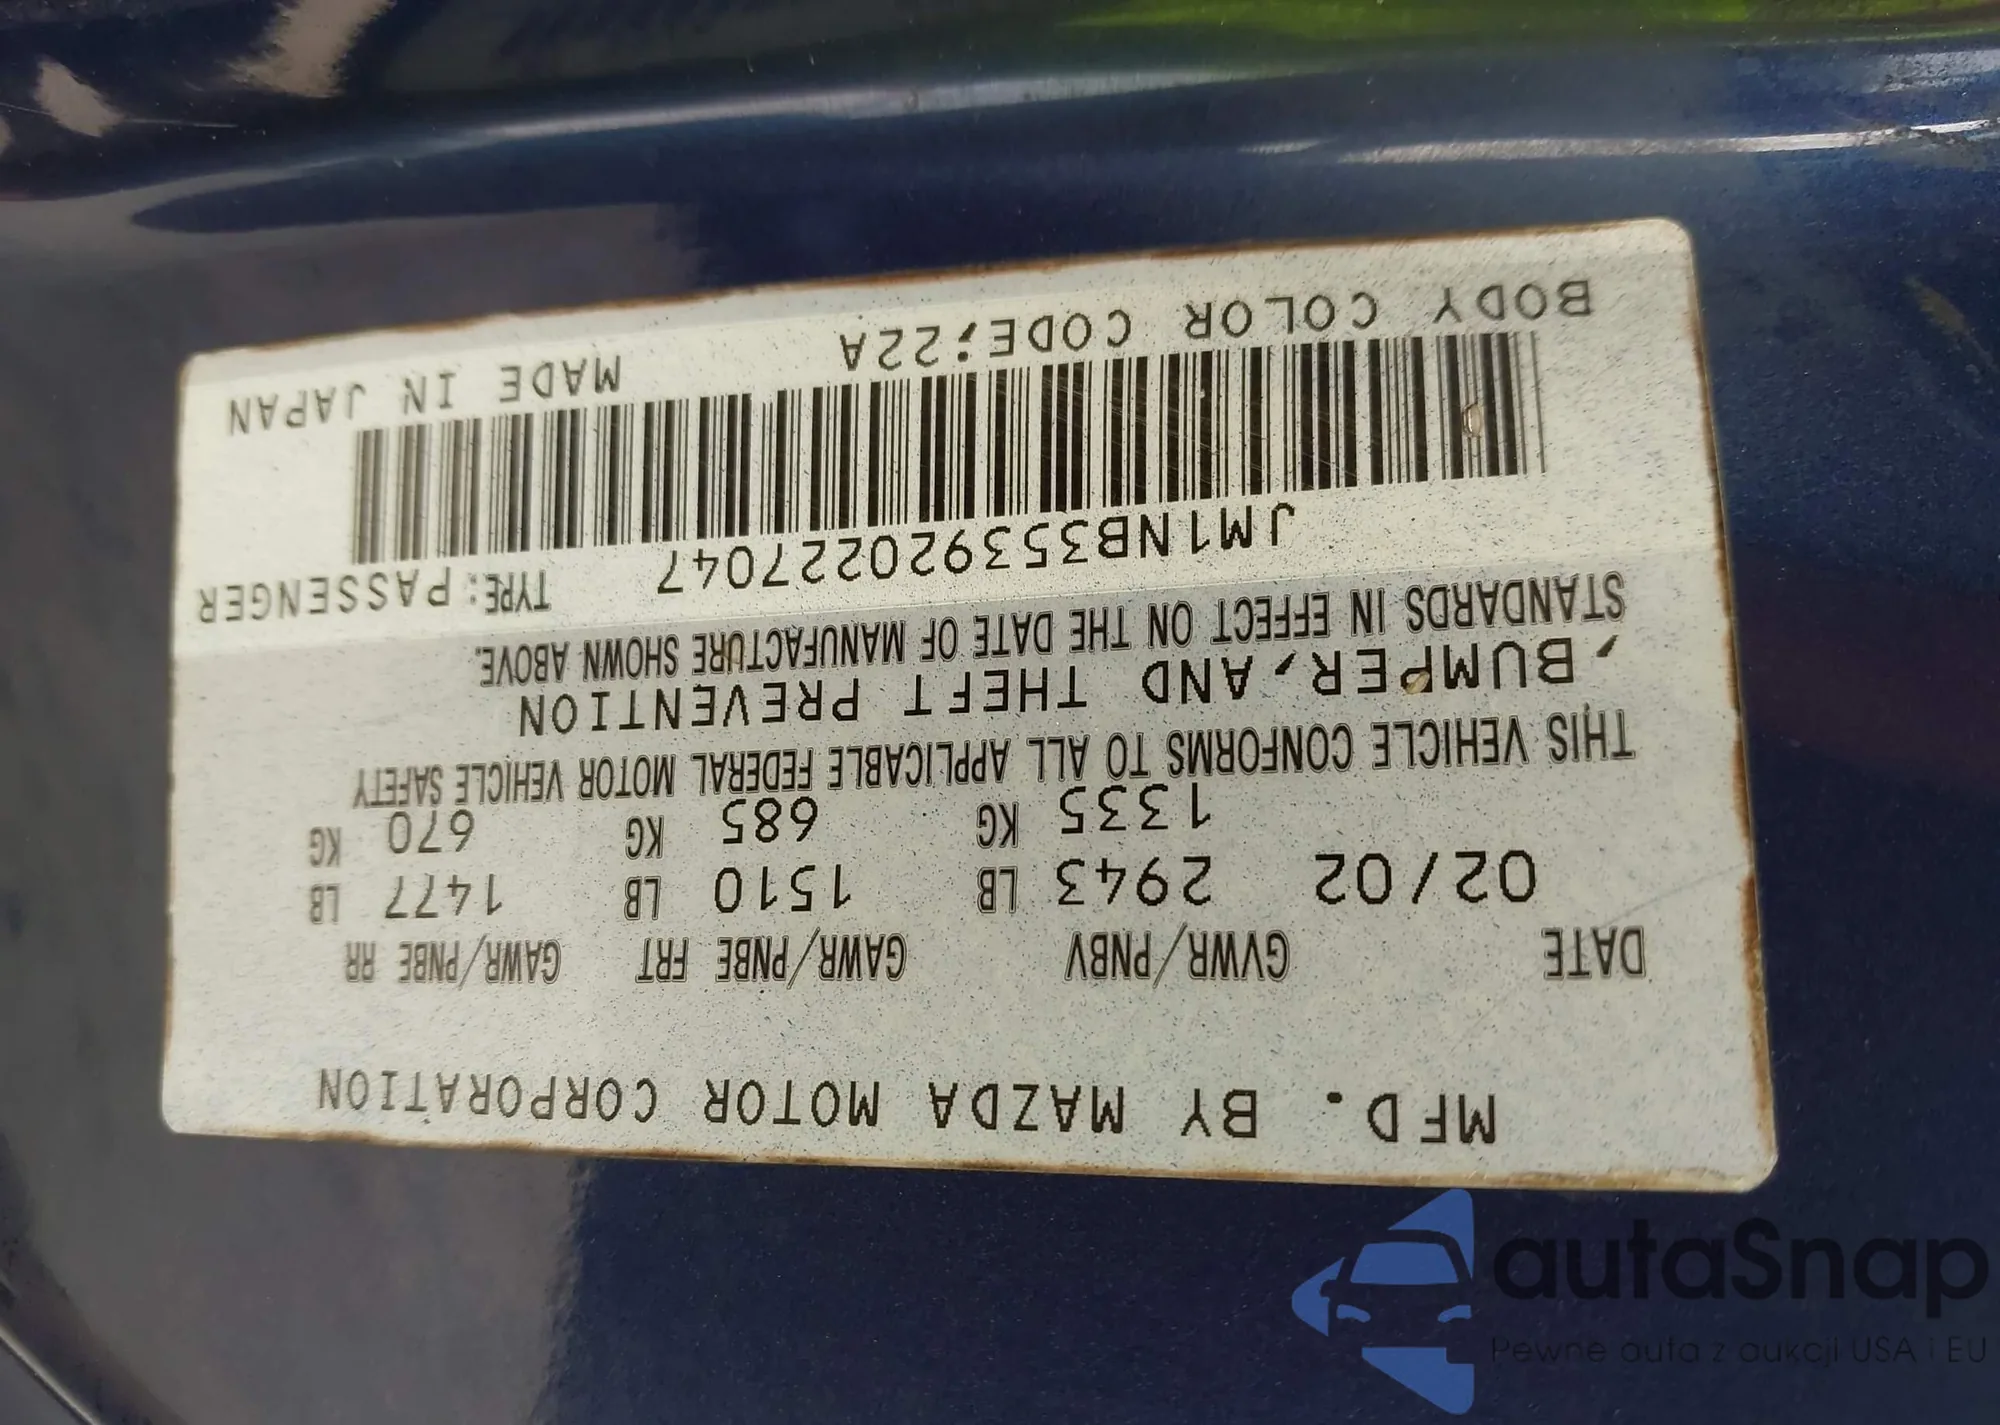 MFD. BY MAZDA MOTOR CORPORATION
DATE GVWR/PNBV GAWR/PNBE FRT GAWR/PNBE RR
02/02 2943 LB 1510 LB 1477 LB
1335 KG 685 KG 670 KG
THIS VEHICLE CONFORMS TO ALL APPLICABLE FEDERAL MOTOR VEHICLE SAFETY
,BUMPER,AND THEFT PREVENTION
STANDARDS IN EFFECT ON THE DATE OF MANUFACTURE SHOWN ABOVE.
JM1NB353920227047 TYPE:PASSENGER
BODY COLOR CODE;22A MADE IN JAPAN
autaSnap
Pewne auta z aukcji USA i EU